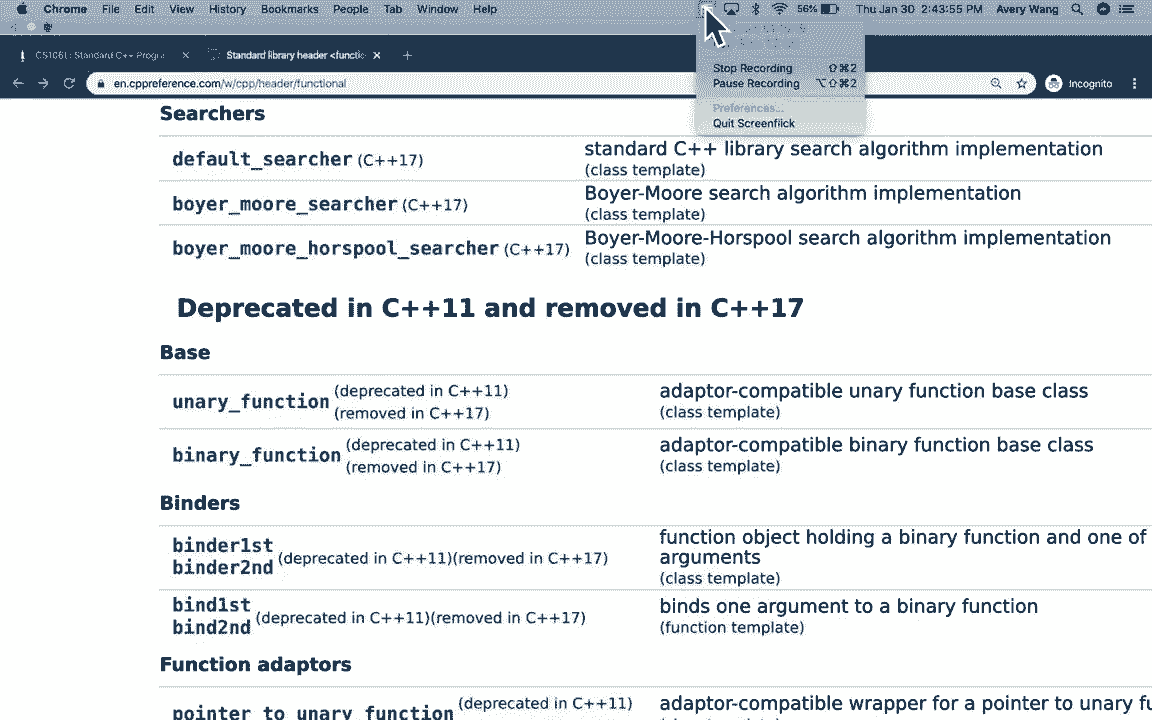 Chrome File Edit View History Bookmarks People Tab Window Help 56% Thu Jan 30 2:43:55 PM Avery Wang
CS106L: Standard C++ Progra Standard library header <functio
en.cppreference.com/w/cpp/header/functional Incognito
Stop Recording ⇧⌘2
Pause Recording ⌥⇧⌘2
Preferences...
Quit Screenflick
Searchers
default_searcher (C++17) standard C++ library search algorithm implementation
(class template)
boyer_moore_searcher (C++17) Boyer-Moore search algorithm implementation
(class template)
boyer_moore_horspool_searcher (C++17) Boyer-Moore-Horspool search algorithm implementation
(class template)
Deprecated in C++11 and removed in C++17
Base
unary_function (deprecated in C++11) adaptor-compatible unary function base class
(removed in C++17) (class template)
binary_function (deprecated in C++11) adaptor-compatible binary function base class
(removed in C++17) (class template)
Binders
binder1st function object holding a binary function and one of
binder2nd (deprecated in C++11)(removed in C++17) arguments
(class template)
bind1st binds one argument to a binary function
bind2nd (deprecated in C++11)(removed in C++17) (function template)
Function adaptors
pointer_to_unary_function (deprecated in C++11) adaptor-compatible wrapper for a pointer to unary fu